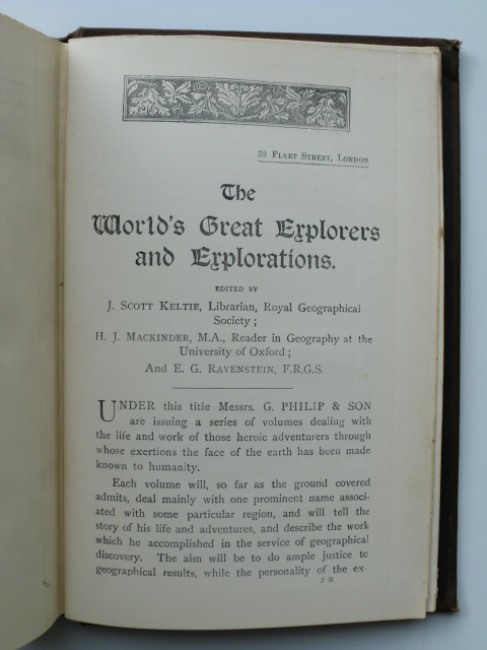 32 Fleet Street, London
The
World's Great Explorers
and Explorations.
EDITED BY
J. Scott Keltie, Librarian, Royal Geographical
Society ;
H. J. Mackinder, M.A., Reader in Geography at the
University of Oxford ;
And E. G. Ravenstein, F.R.G.S.
Under this title Messrs. G. PHILIP & SON
are issuing a series of volumes dealing with
the life and work of those heroic adventurers through
whose exertions the face of the earth has been made
known to humanity.
Each volume will, so far as the ground covered
admits, deal mainly with one prominent name associ-
ated with some particular region, and will tell the
story of his life and adventures, and describe the work
which he accomplished in the service of geographical
discovery. The aim will be to do ample justice to
geographical results, while the personality of the ex-
2 B